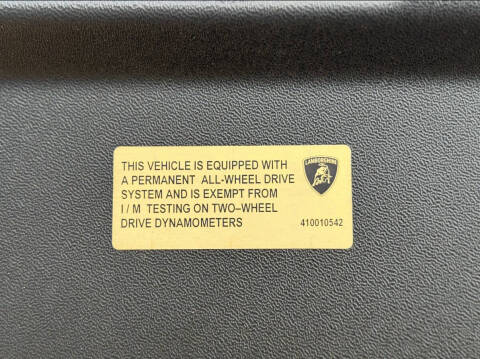 THIS VEHICLE IS EQUIPPED WITH
A PERMANENT ALL-WHEEL DRIVE
SYSTEM AND IS EXEMPT FROM
I / M TESTING ON TWO–WHEEL
DRIVE DYNAMOMETERS
LAMBORGHINI
410010542